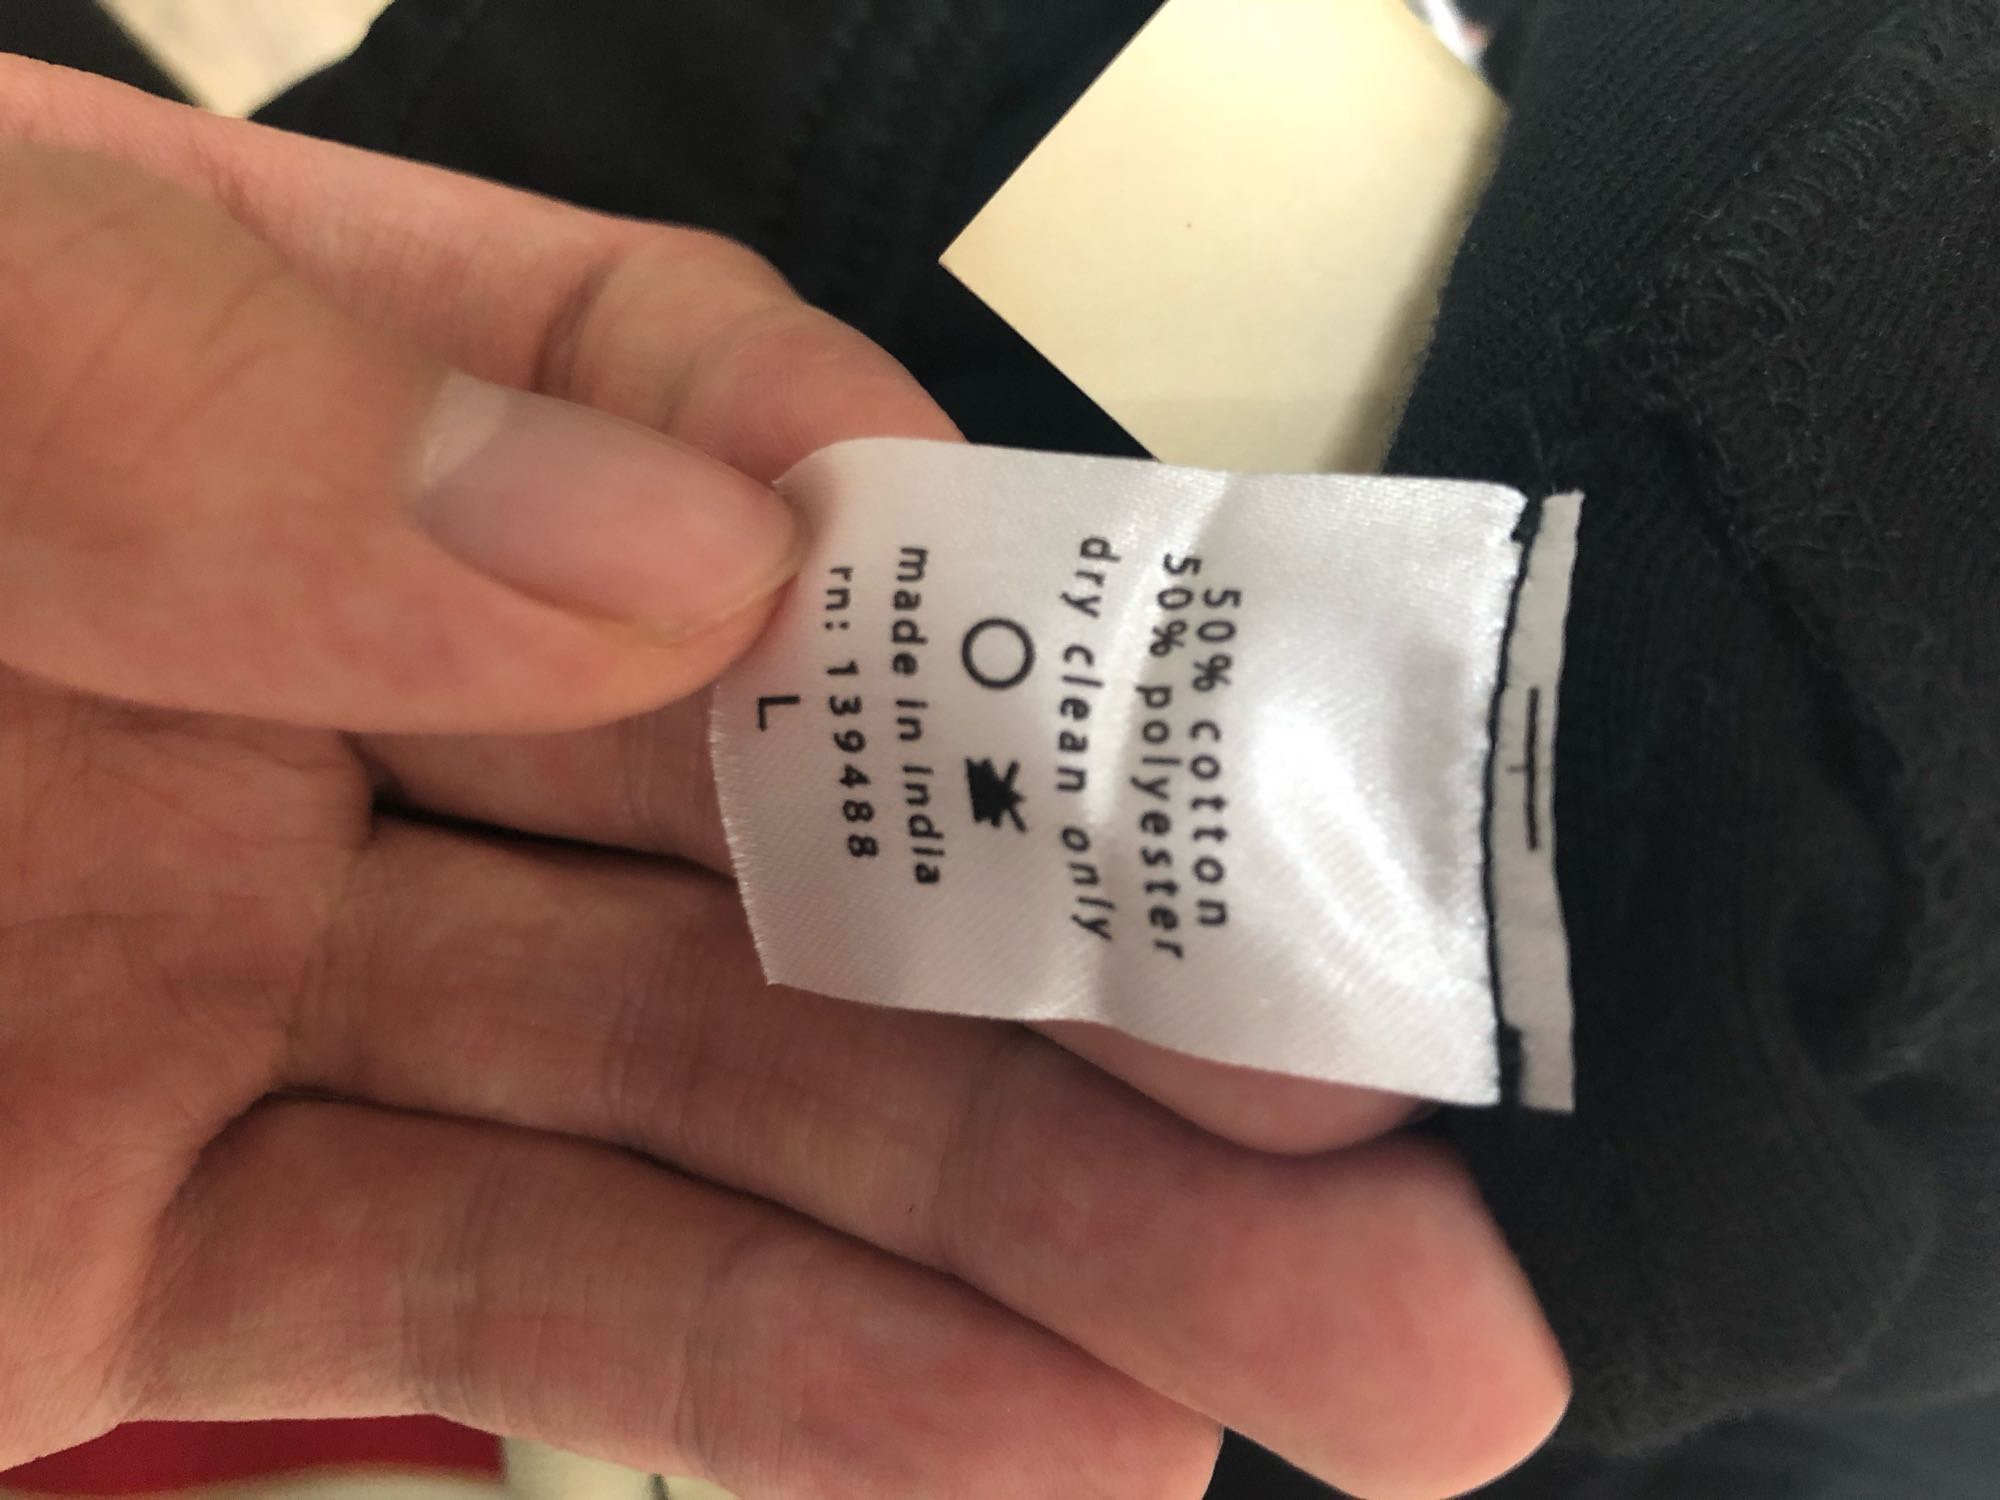 50% cotton
50% polyester
dry clean only
made in india
rn: 139488
L